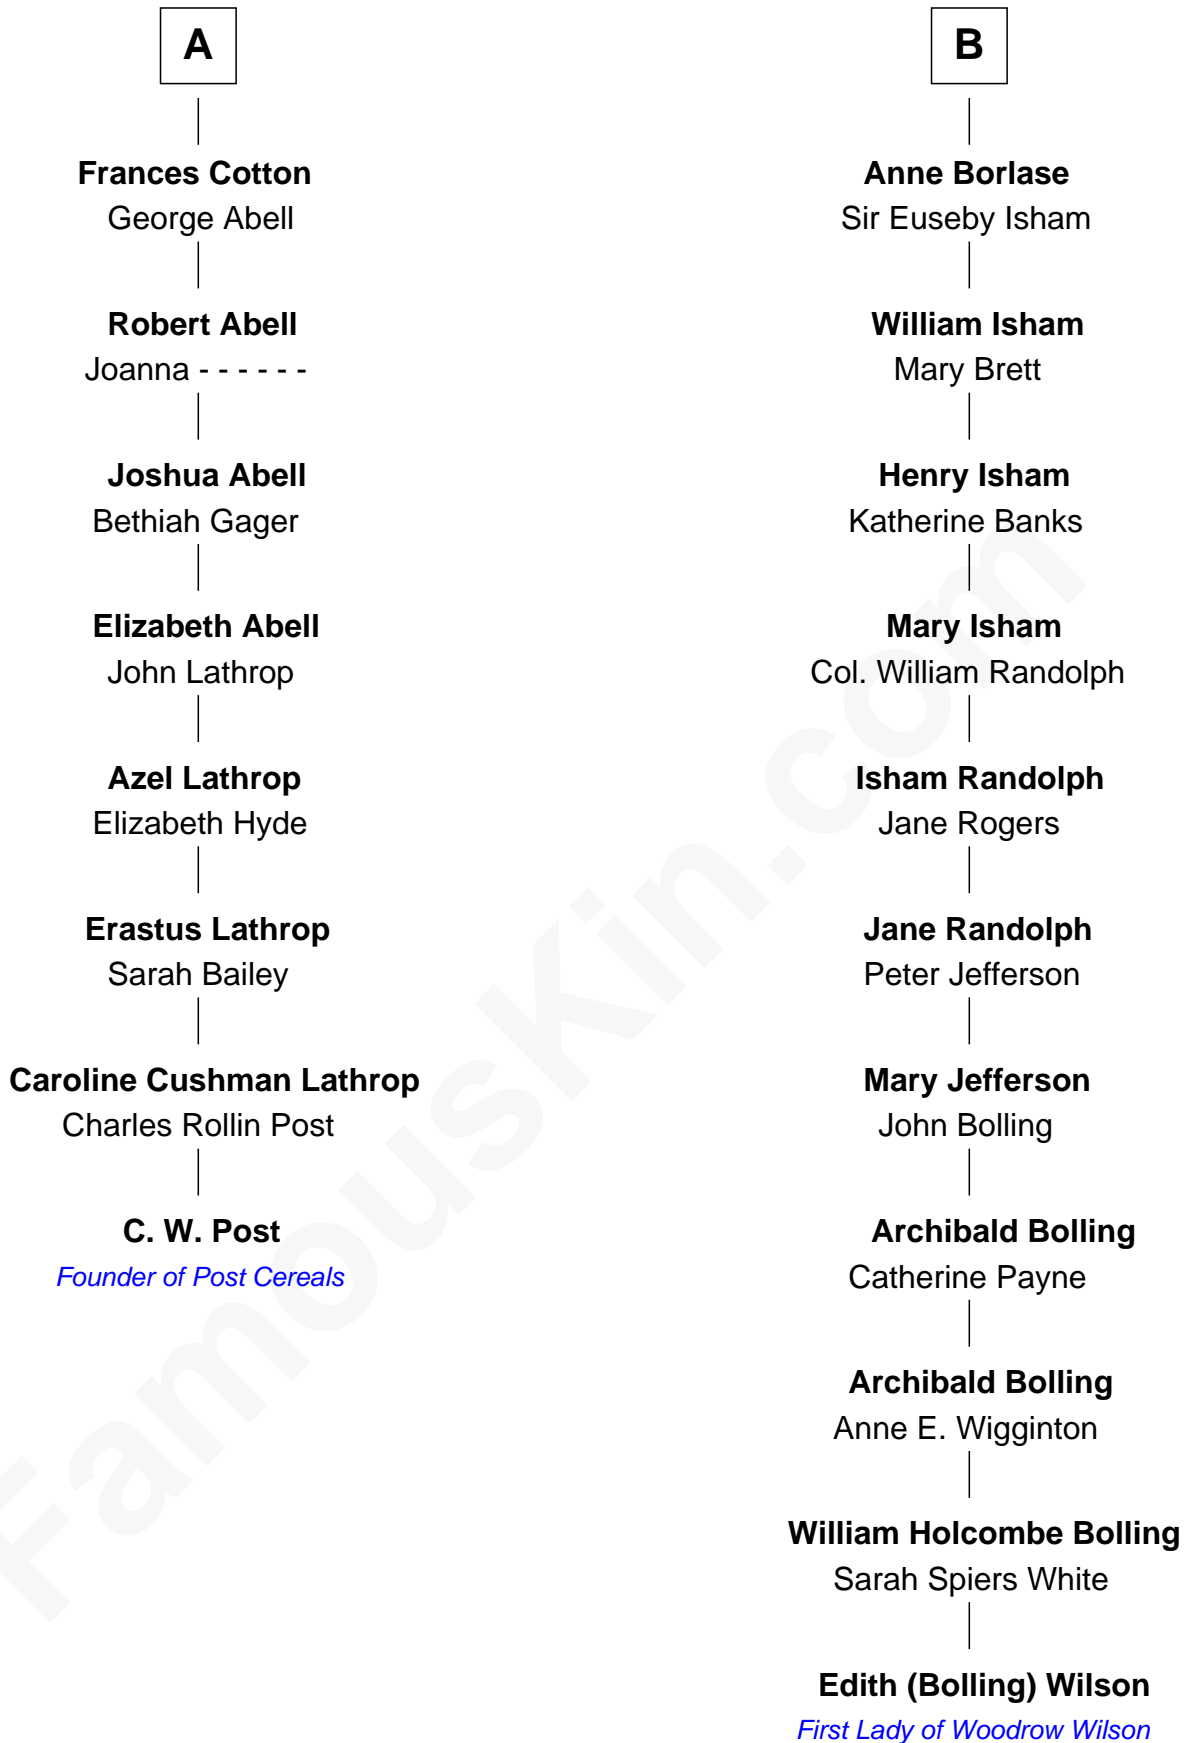 A
Frances Cotton
George Abell
Robert Abell
Joanna - - - - - -
Joshua Abell
Bethiah Gager
Elizabeth Abell
John Lathrop
Azel Lathrop
Elizabeth Hyde
Erastus Lathrop
Sarah Bailey
Caroline Cushman Lathrop
Charles Rollin Post
C. W. Post
Founder of Post Cereals
B
Anne Borlase
Sir Euseby Isham
William Isham
Mary Brett
Henry Isham
Katherine Banks
Mary Isham
Col. William Randolph
Isham Randolph
Jane Rogers
Jane Randolph
Peter Jefferson
Mary Jefferson
John Bolling
Archibald Bolling
Catherine Payne
Archibald Bolling
Anne E. Wigginton
William Holcombe Bolling
Sarah Spiers White
Edith (Bolling) Wilson
First Lady of Woodrow Wilson
FamousKin.com